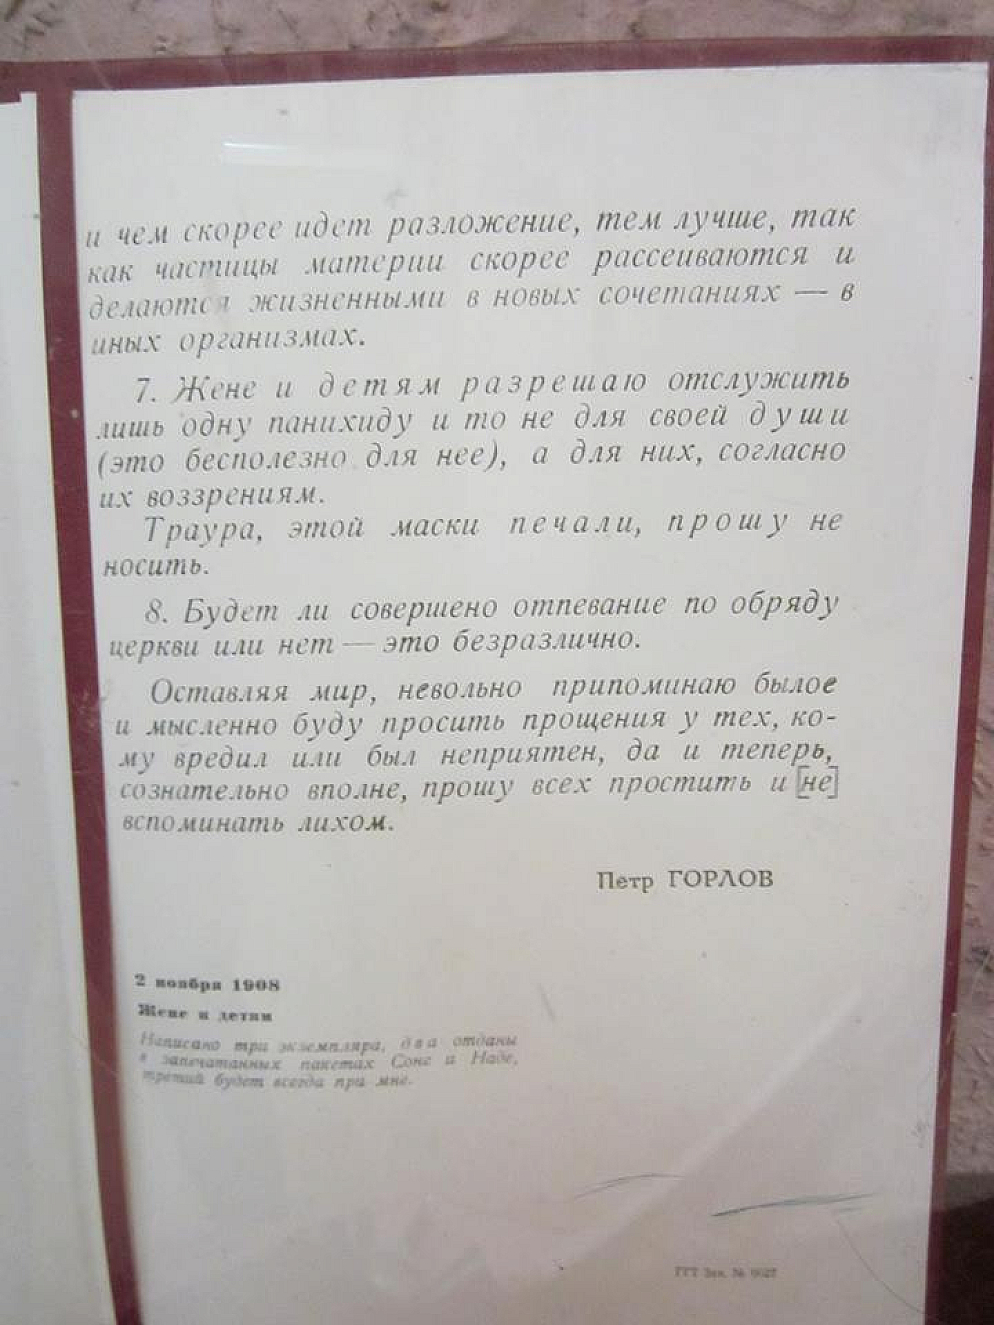 и чем скорее идет разложение, тем лучше, так
как частицы материи скорее рассеиваются и
делаются жизненными в новых сочетаниях — в
иных организмах.
7. Жене и детям разрешаю отслужить
лишь одну панихиду и то не для своей души
(это бесполезно для нее), а для них, согласно
их воззрениям.
Траура, этой маски печали, прошу не
носить.
8. Будет ли совершено отпевание по обряду
церкви или нет — это безразлично.
Оставляя мир, невольно припоминаю былое
и мысленно буду просить прощения у тех, ко-
му вредил или был неприятен, да и теперь,
сознательно вполне, прошу всех простить и [не]
вспоминать лихом.
Петр ГОРЛОВ
2 ноября 1908
Жене и детям
Написано три экземпляра, два отданы
в запечатанных пакетах Соне и Наде,
третий будет всегда при мне.
ТГТ Зак. №